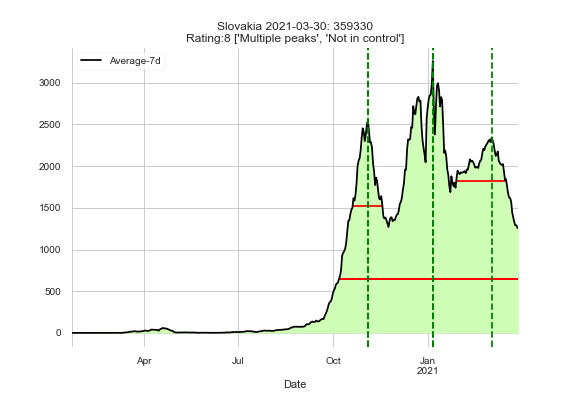 Slovakia 2021-03-30: 359330
Rating:8 ['Multiple peaks', 'Not in control']
Average-7d
3000
2500
2000
1500
1000
500
0
Apr
Jul
Oct
Jan
2021
Date